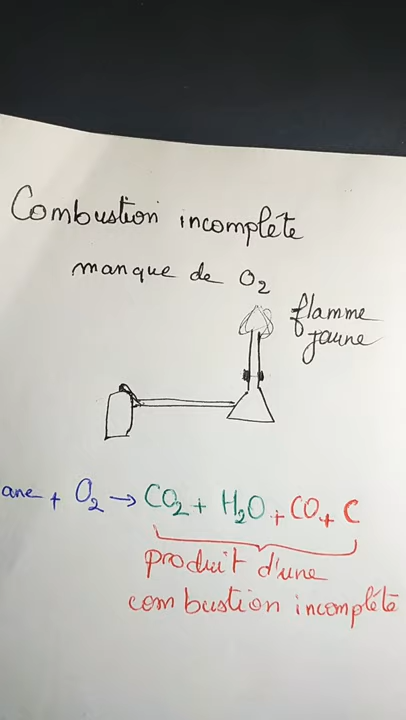 Combustion incomplète
manque de O₂
flamme
jaune
ane + O₂ → CO₂ + H₂O + CO + C
produit d'une
combustion incomplète